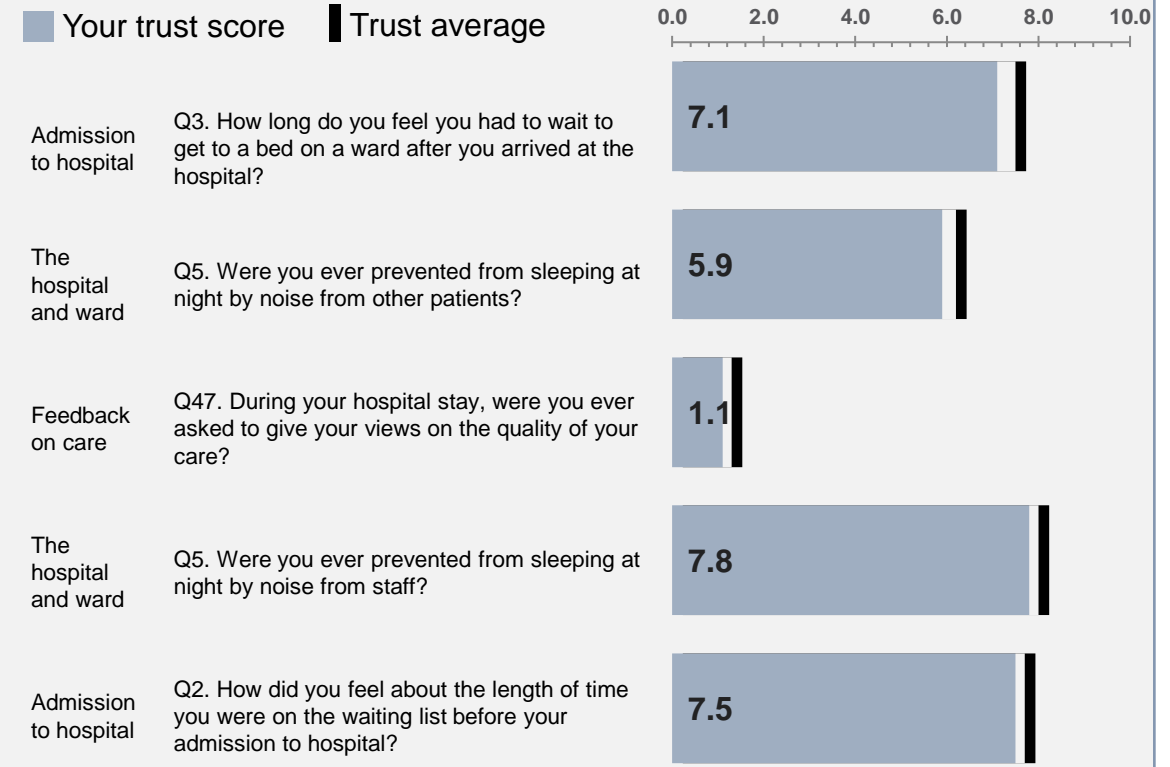 Your trust score Trust average
0.0 2.0 4.0 6.0 8.0 10.0
Admission
to hospital
Q3. How long do you feel you had to wait to
get to a bed on a ward after you arrived at the
hospital?
7.1
The
hospital
and ward
Q5. Were you ever prevented from sleeping at
night by noise from other patients?
5.9
Feedback
on care
Q47. During your hospital stay, were you ever
asked to give your views on the quality of your
care?
1.1
The
hospital
and ward
Q5. Were you ever prevented from sleeping at
night by noise from staff?
7.8
Admission
to hospital
Q2. How did you feel about the length of time
you were on the waiting list before your
admission to hospital?
7.5